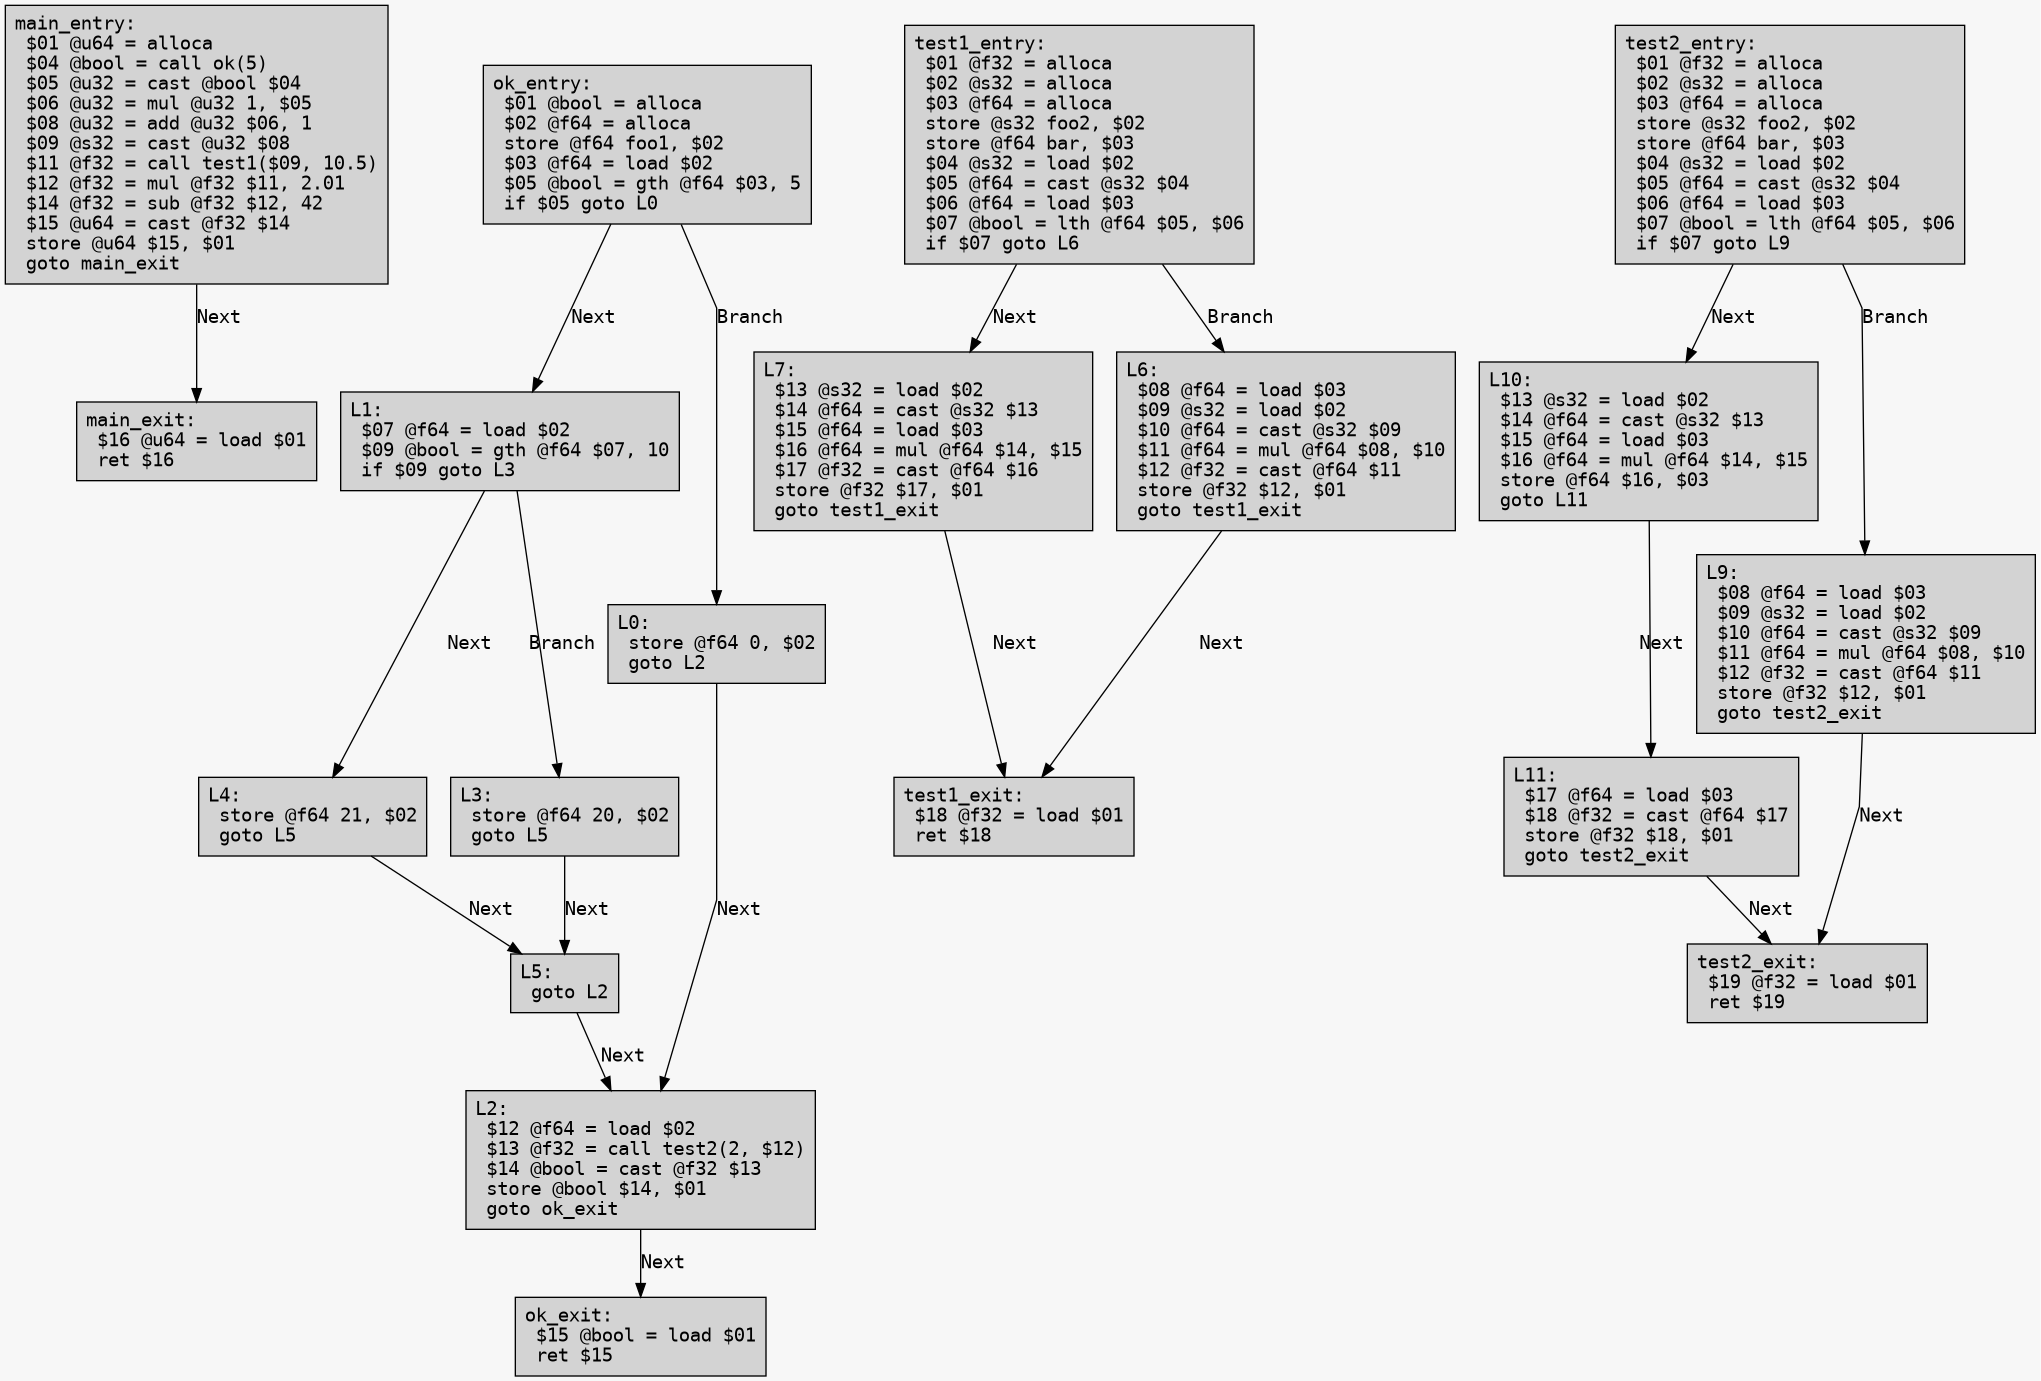 main_entry:
$01 @u64 = alloca
$04 @bool = call ok(5)
$05 @u32 = cast @bool $04
$06 @u32 = mul @u32 1, $05
$08 @u32 = add @u32 $06, 1
$09 @s32 = cast @u32 $08
$11 @f32 = call test1($09, 10.5)
$12 @f32 = mul @f32 $11, 2.01
$14 @f32 = sub @f32 $12, 42
$15 @u64 = cast @f32 $14
store @u64 $15, $01
goto main_exit
Next
main_exit:
$16 @u64 = load $01
ret $16
ok_entry:
$01 @bool = alloca
$02 @f64 = alloca
store @f64 foo1, $02
$03 @f64 = load $02
$05 @bool = gth @f64 $03, 5
if $05 goto L0
Next
Branch
L1:
$07 @f64 = load $02
$09 @bool = gth @f64 $07, 10
if $09 goto L3
Next
Branch
L0:
store @f64 0, $02
goto L2
L4:
store @f64 21, $02
goto L5
L3:
store @f64 20, $02
goto L5
Next
Next
Next
L5:
goto L2
Next
L2:
$12 @f64 = load $02
$13 @f32 = call test2(2, $12)
$14 @bool = cast @f32 $13
store @bool $14, $01
goto ok_exit
Next
ok_exit:
$15 @bool = load $01
ret $15
test1_entry:
$01 @f32 = alloca
$02 @s32 = alloca
$03 @f64 = alloca
store @s32 foo2, $02
store @f64 bar, $03
$04 @s32 = load $02
$05 @f64 = cast @s32 $04
$06 @f64 = load $03
$07 @bool = lth @f64 $05, $06
if $07 goto L6
Next
Branch
L7:
$13 @s32 = load $02
$14 @f64 = cast @s32 $13
$15 @f64 = load $03
$16 @f64 = mul @f64 $14, $15
$17 @f32 = cast @f64 $16
store @f32 $17, $01
goto test1_exit
L6:
$08 @f64 = load $03
$09 @s32 = load $02
$10 @f64 = cast @s32 $09
$11 @f64 = mul @f64 $08, $10
$12 @f32 = cast @f64 $11
store @f32 $12, $01
goto test1_exit
Next
Next
test1_exit:
$18 @f32 = load $01
ret $18
test2_entry:
$01 @f32 = alloca
$02 @s32 = alloca
$03 @f64 = alloca
store @s32 foo2, $02
store @f64 bar, $03
$04 @s32 = load $02
$05 @f64 = cast @s32 $04
$06 @f64 = load $03
$07 @bool = lth @f64 $05, $06
if $07 goto L9
Next
Branch
L10:
$13 @s32 = load $02
$14 @f64 = cast @s32 $13
$15 @f64 = load $03
$16 @f64 = mul @f64 $14, $15
store @f64 $16, $03
goto L11
Next
L9:
$08 @f64 = load $03
$09 @s32 = load $02
$10 @f64 = cast @s32 $09
$11 @f64 = mul @f64 $08, $10
$12 @f32 = cast @f64 $11
store @f32 $12, $01
goto test2_exit
L11:
$17 @f64 = load $03
$18 @f32 = cast @f64 $17
store @f32 $18, $01
goto test2_exit
Next
Next
test2_exit:
$19 @f32 = load $01
ret $19